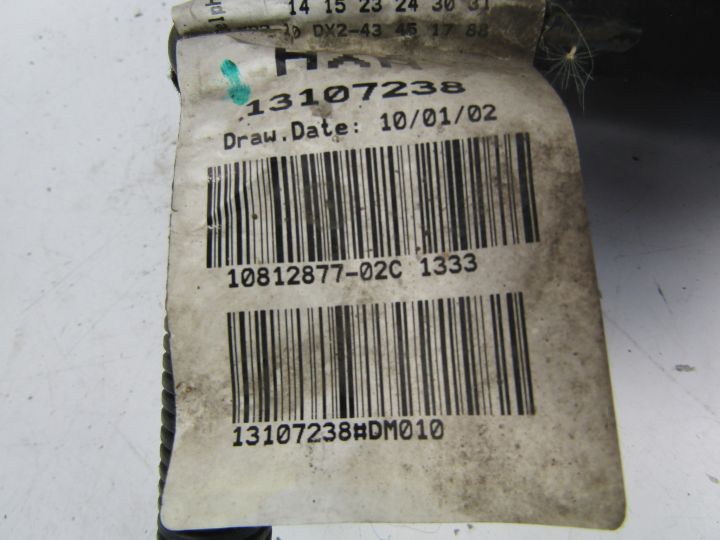 14 15 23 24 30 31
DX2-43 45 17 88
13107238
Draw.Date: 10/01/02
10812877-02C 1333
13107238#DM010